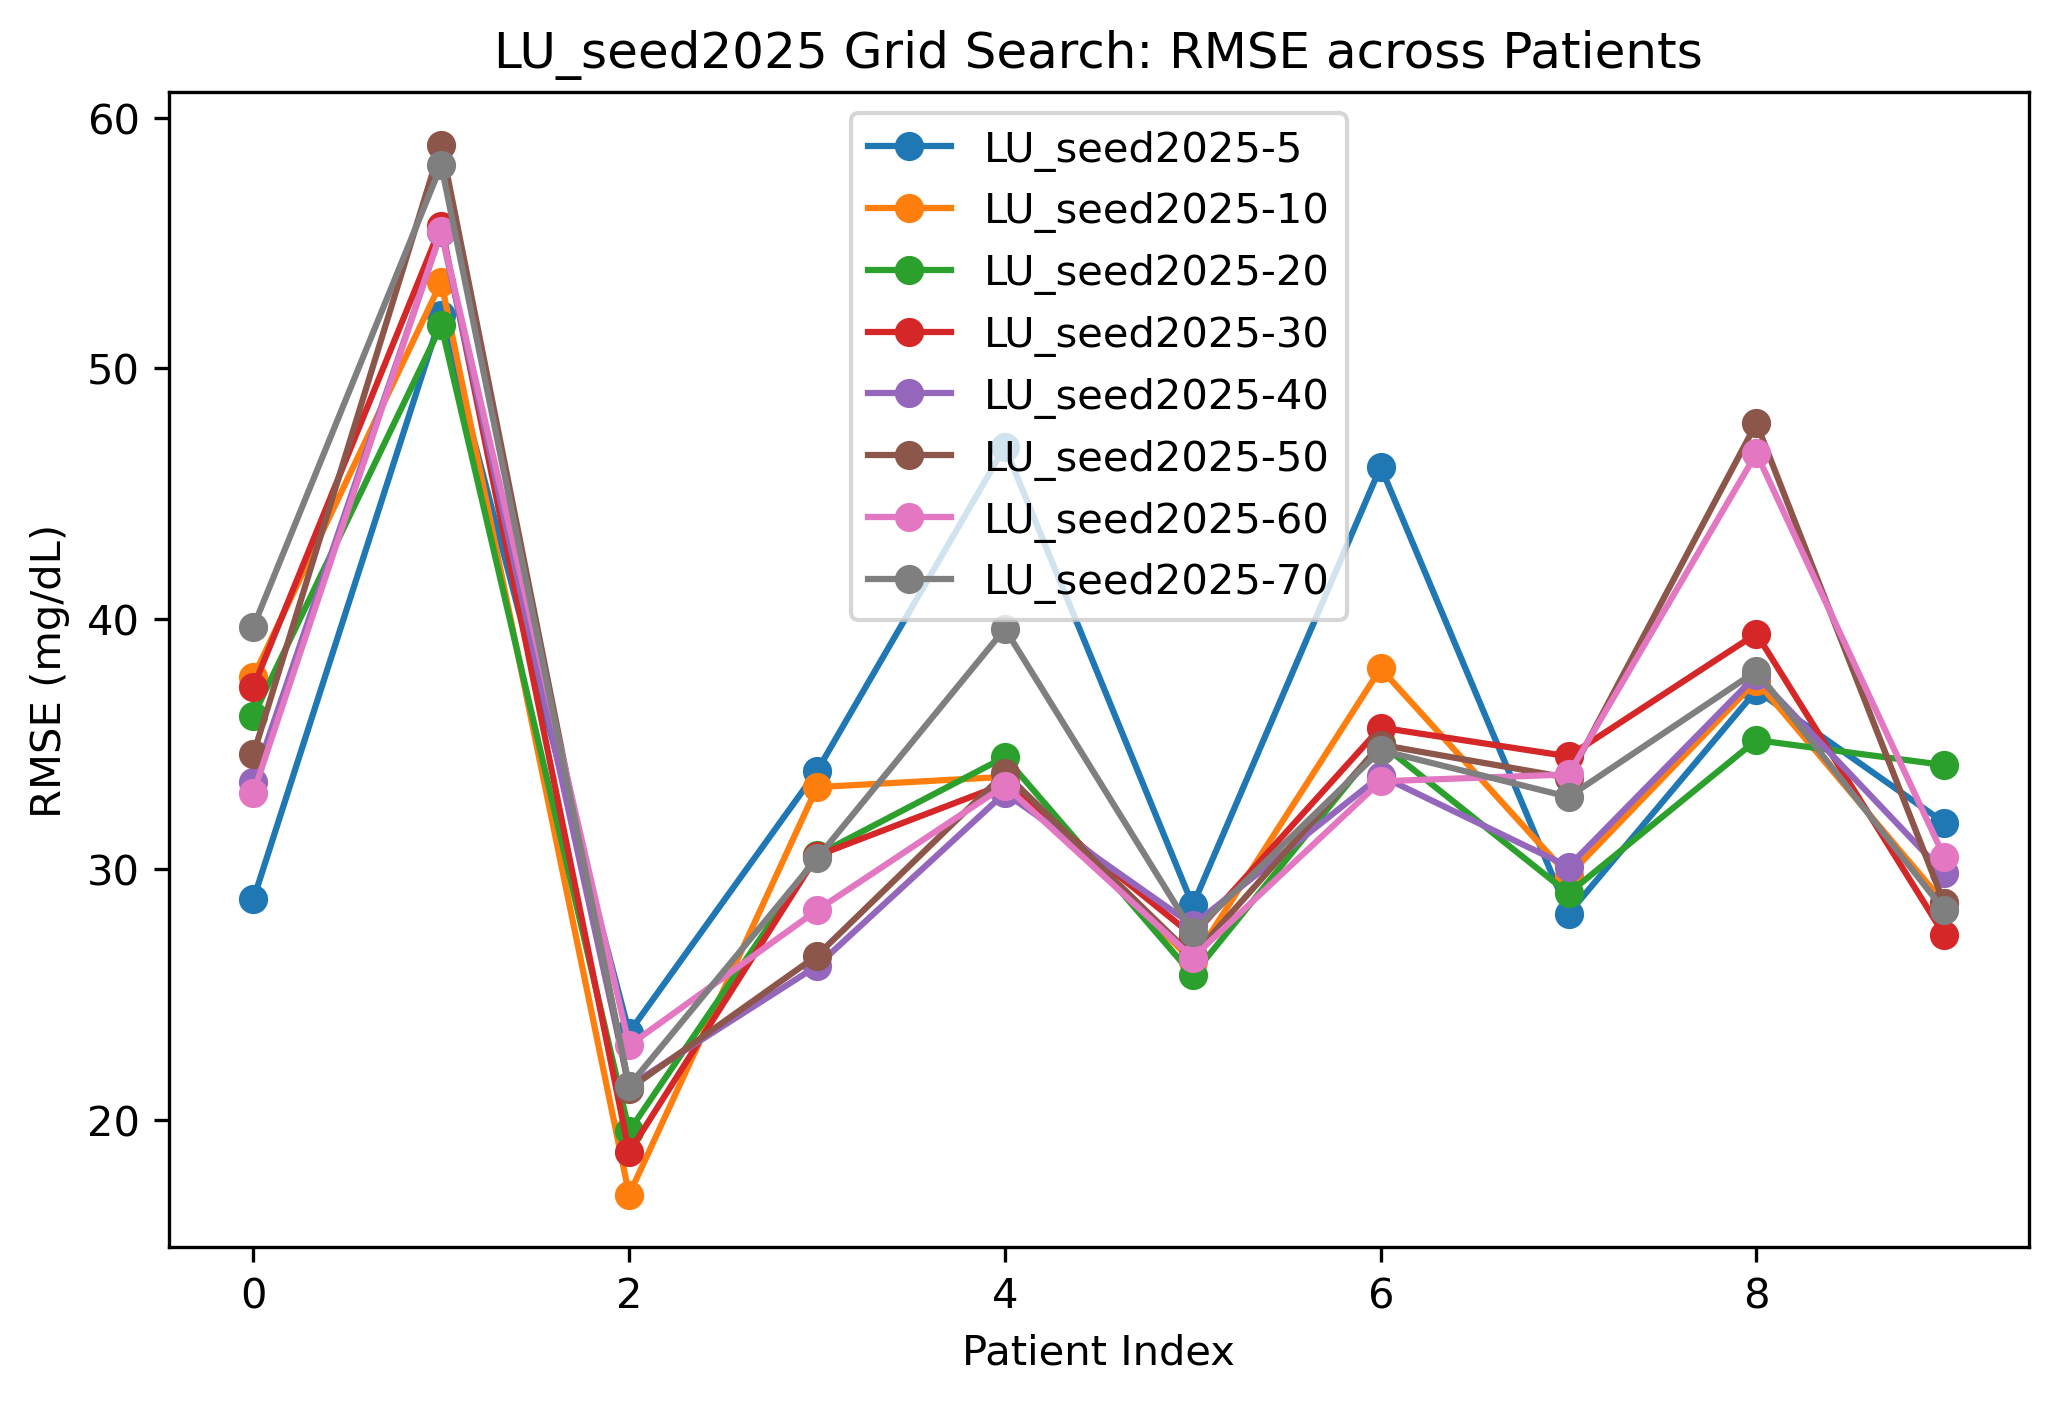 LU_seed2025 Grid Search: RMSE across Patients
60
50
40
30
20
RMSE (mg/dL)
LU_seed2025-5
LU_seed2025-10
LU_seed2025-20
LU_seed2025-30
LU_seed2025-40
LU_seed2025-50
LU_seed2025-60
LU_seed2025-70
0 2 4 6 8
Patient Index